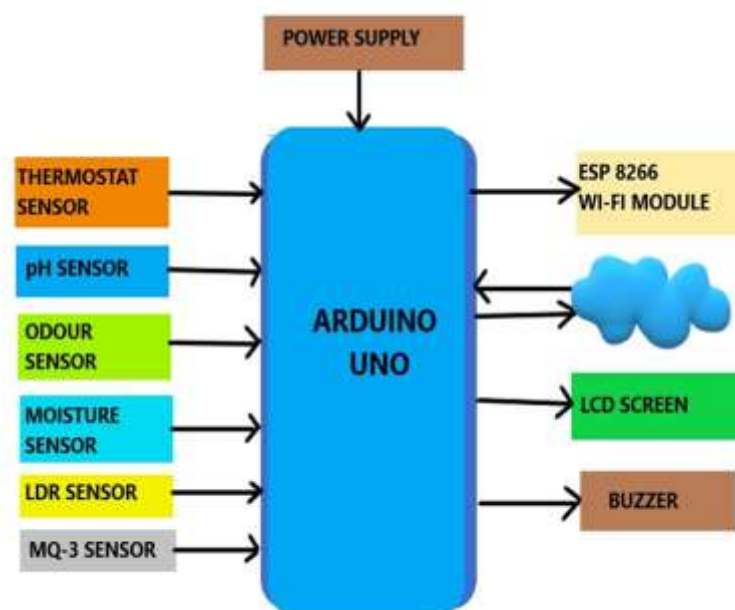 POWER SUPPLY
THERMOSTAT
SENSOR
pH SENSOR
ODOUR
SENSOR
MOISTURE
SENSOR
LDR SENSOR
MQ-3 SENSOR
ARDUINO
UNO
ESP 8266
WI-FI MODULE
LCD SCREEN
BUZZER